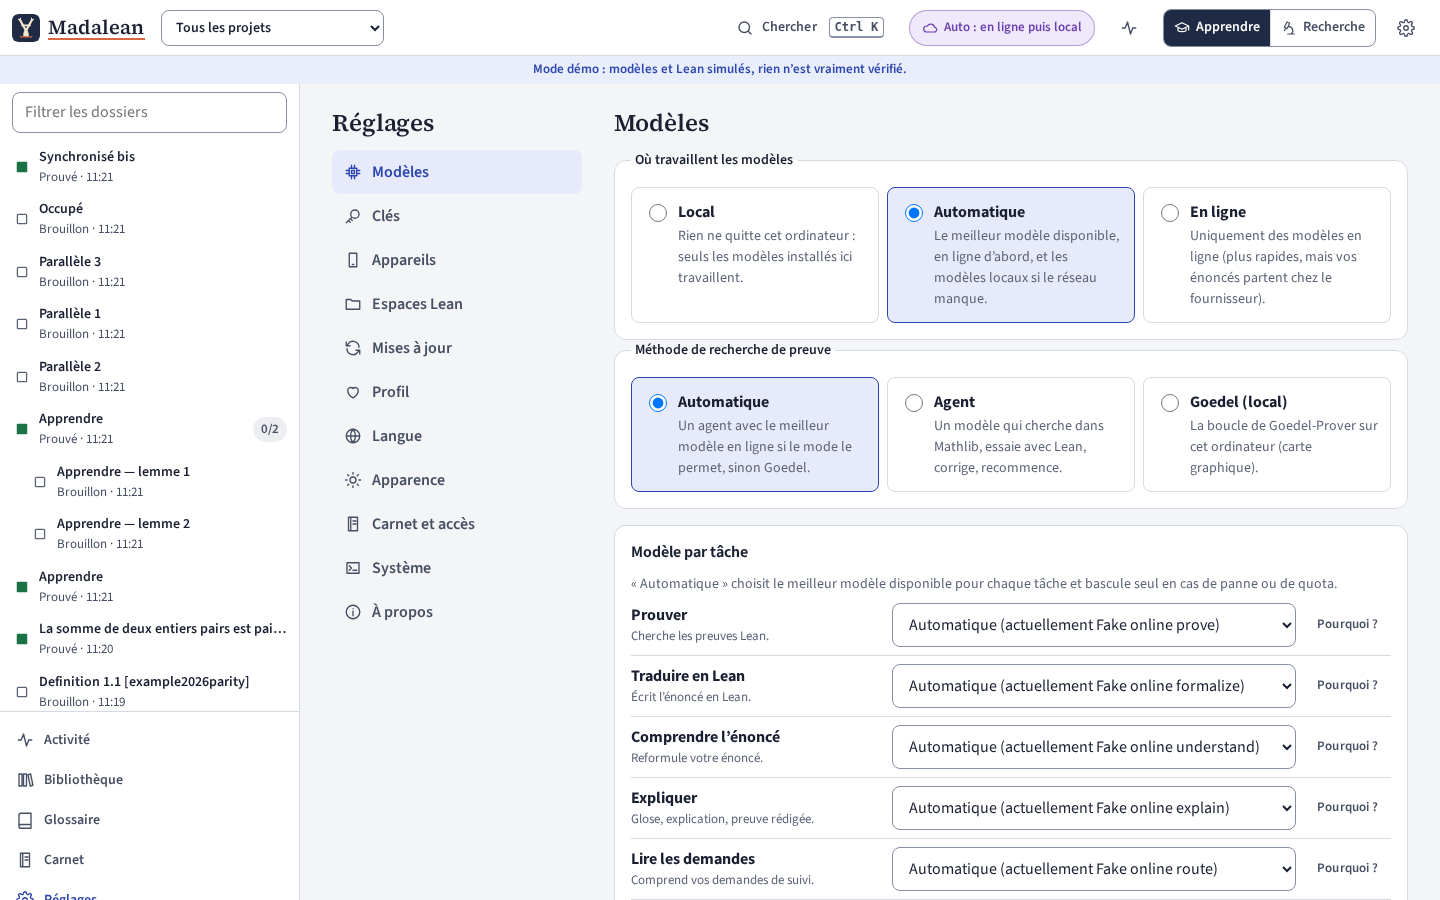 Madalean
Tous les projets
Chercher Ctrl K
Auto : en ligne puis local
Apprendre
Recherche
Mode démo : modèles et Lean simulés, rien n’est vraiment vérifié.
Filtrer les dossiers
Synchronisé bis
Prouvé · 11:21
Occupé
Brouillon · 11:21
Parallèle 3
Brouillon · 11:21
Parallèle 1
Brouillon · 11:21
Parallèle 2
Brouillon · 11:21
Apprendre
Prouvé · 11:21
0/2
Apprendre — lemme 1
Brouillon · 11:21
Apprendre — lemme 2
Brouillon · 11:21
Apprendre
Prouvé · 11:21
La somme de deux entiers pairs est pai…
Prouvé · 11:20
Definition 1.1 [example2026parity]
Brouillon · 11:19
Activité
Bibliothèque
Glossaire
Carnet
Réglages
Réglages
Modèles
Clés
Appareils
Espaces Lean
Mises à jour
Profil
Langue
Apparence
Carnet et accès
Système
À propos
Modèles
Où travaillent les modèles
Local
Rien ne quitte cet ordinateur :
seuls les modèles installés ici
travaillent.
Automatique
Le meilleur modèle disponible,
en ligne d’abord, et les
modèles locaux si le réseau
manque.
En ligne
Uniquement des modèles en
ligne (plus rapides, mais vos
énoncés partent chez le
fournisseur).
Méthode de recherche de preuve
Automatique
Un agent avec le meilleur
modèle en ligne si le mode le
permet, sinon Goedel.
Agent
Un modèle qui cherche dans
Mathlib, essaie avec Lean,
corrige, recommence.
Goedel (local)
La boucle de Goedel-Prover sur
cet ordinateur (carte
graphique).
Modèle par tâche
« Automatique » choisit le meilleur modèle disponible pour chaque tâche et bascule seul en cas de panne ou de quota.
Prouver
Cherche les preuves Lean.
Automatique (actuellement Fake online prove)
Pourquoi ?
Traduire en Lean
Écrit l’énoncé en Lean.
Automatique (actuellement Fake online formalize)
Pourquoi ?
Comprendre l’énoncé
Reformule votre énoncé.
Automatique (actuellement Fake online understand)
Pourquoi ?
Expliquer
Glose, explication, preuve rédigée.
Automatique (actuellement Fake online explain)
Pourquoi ?
Lire les demandes
Comprend vos demandes de suivi.
Automatique (actuellement Fake online route)
Pourquoi ?